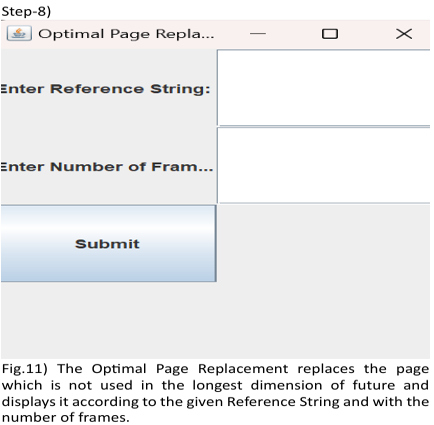 Step-8)
Optimal Page Repla...
Enter Reference String:
Enter Number of Fram...
Submit
Fig.11) The Optimal Page Replacement replaces the page
which is not used in the longest dimension of future and
displays it according to the given Reference String and with the
number of frames.